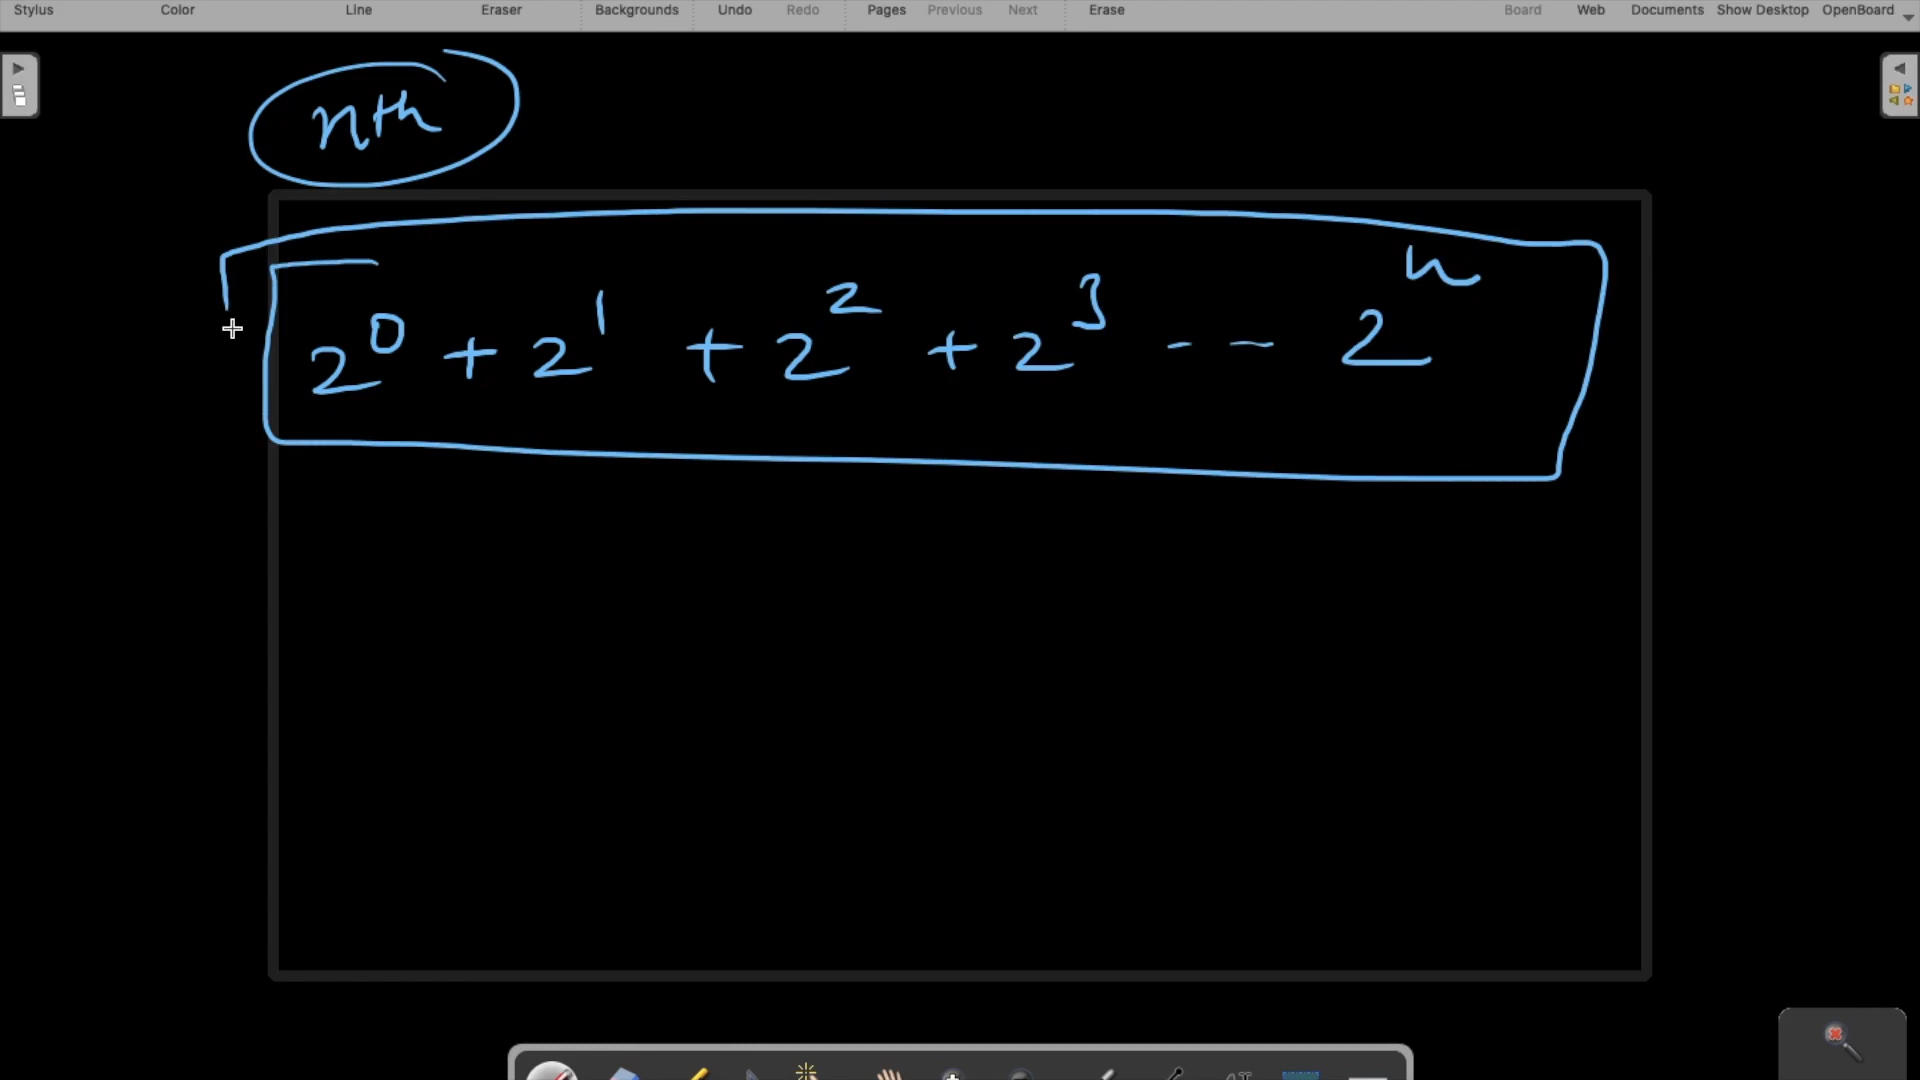 Stylus Color Line Eraser Backgrounds Undo Redo Pages Previous Next Erase Board Web Documents Show Desktop OpenBoard
nth
2^0 + 2^1 + 2^2 + 2^3 - - 2^n